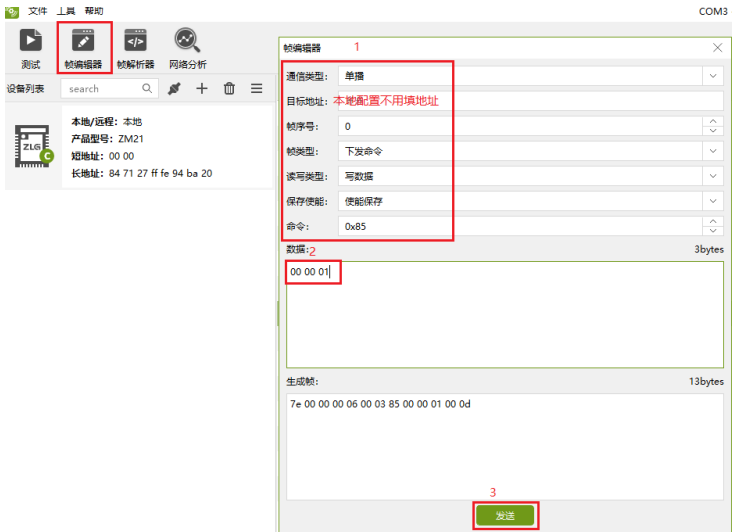 文件 工具 帮助
COM3
测试 帧编辑器 帧解析器 网络分析
设备列表 search
ZLG
C
本地/远程: 本地
产品型号: ZM21
短地址: 00 00
长地址: 84 71 27 ff fe 94 ba 20
帧编辑器 1
通信类型: 单播
目标地址: 本地配置不用填地址
帧序号: 0
帧类型: 下发命令
读写类型: 写数据
保存使能: 使能保存
命令: 0x85
数据: 2 3bytes
00 00 01
生成帧: 13bytes
7e 00 00 00 06 00 03 85 00 00 01 00 0d
3
发送